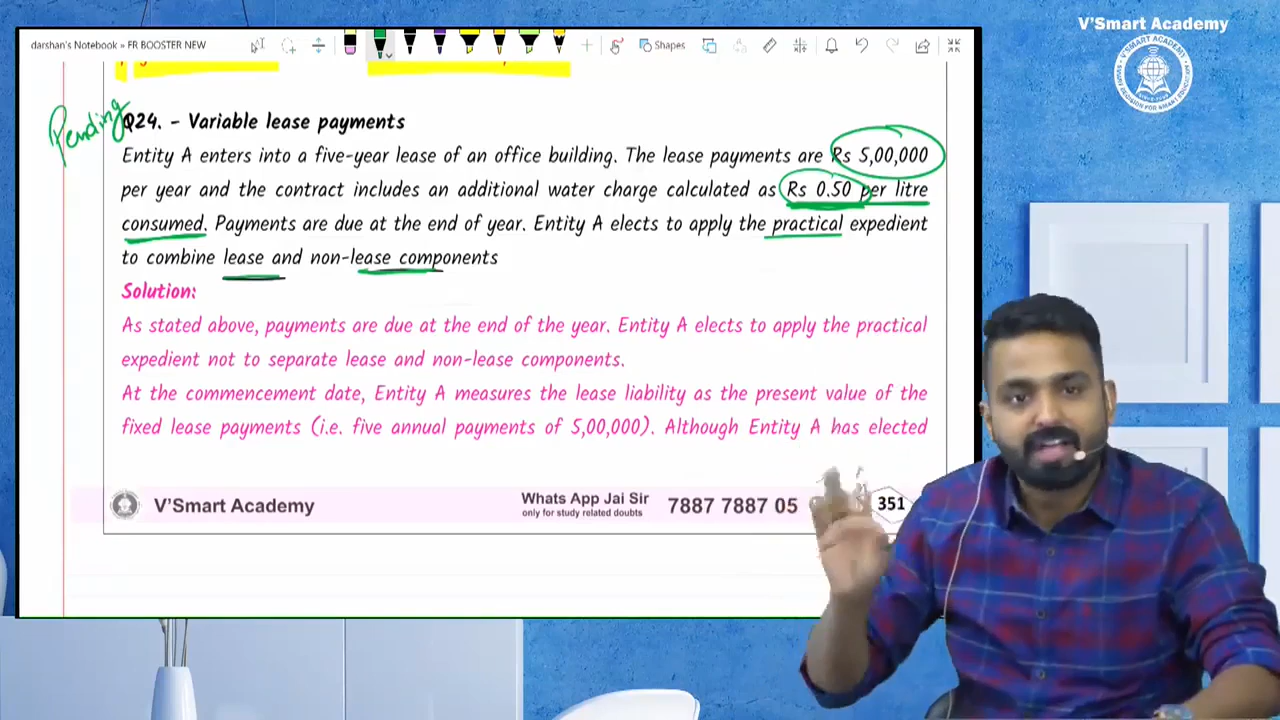 V'Smart Academy
darshan's Notebook » FR BOOSTER NEW
Shapes
Pending
Q24. - Variable lease payments
Entity A enters into a five-year lease of an office building. The lease payments are Rs 5,00,000
per year and the contract includes an additional water charge calculated as Rs 0.50 per litre
consumed. Payments are due at the end of year. Entity A elects to apply the practical expedient
to combine lease and non-lease components
Solution:
As stated above, payments are due at the end of the year. Entity A elects to apply the practical
expedient not to separate lease and non-lease components.
At the commencement date, Entity A measures the lease liability as the present value of the
fixed lease payments (i.e. five annual payments of 5,00,000). Although Entity A has elected
V'Smart Academy
Whats App Jai Sir
only for study related doubts
7887 7887 05
351